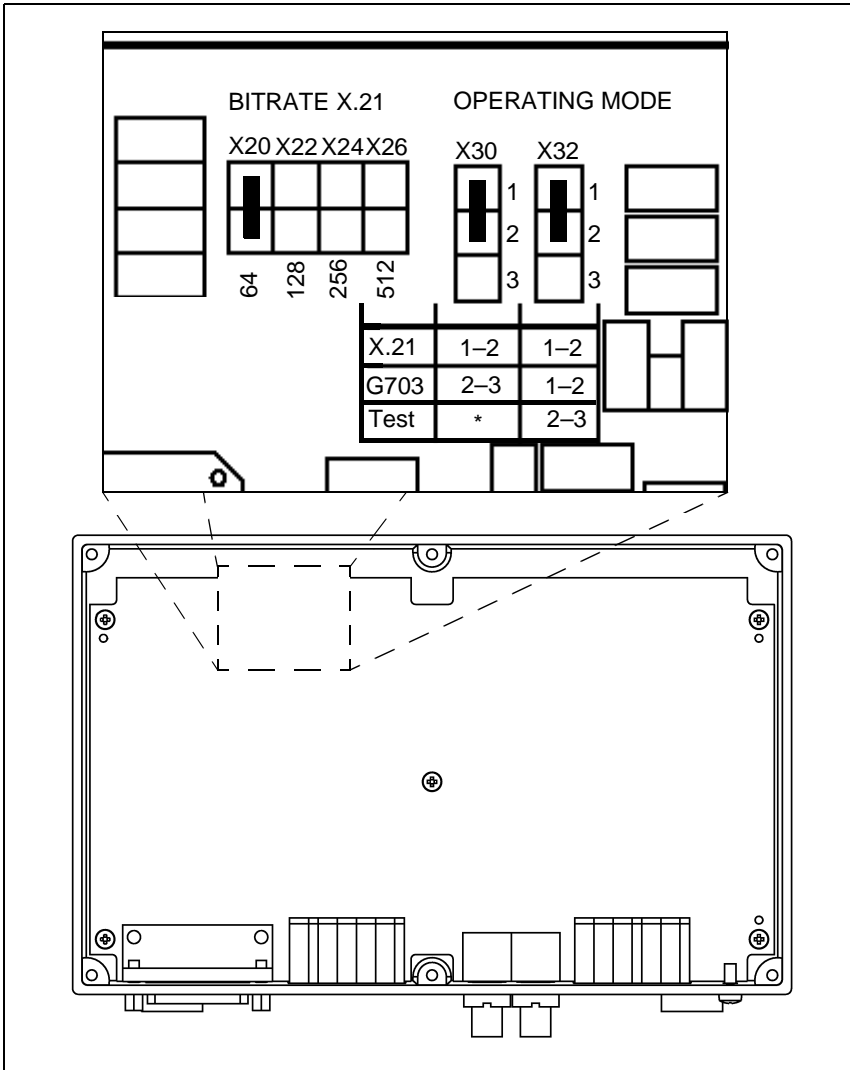 BITRATE X.21 OPERATING MODE
X20 X22 X24 X26 X30 X32
1 1
2 2
64 128 256 512 3 3
X.21 1–2 1–2
G703 2–3 1–2
Test * 2–3